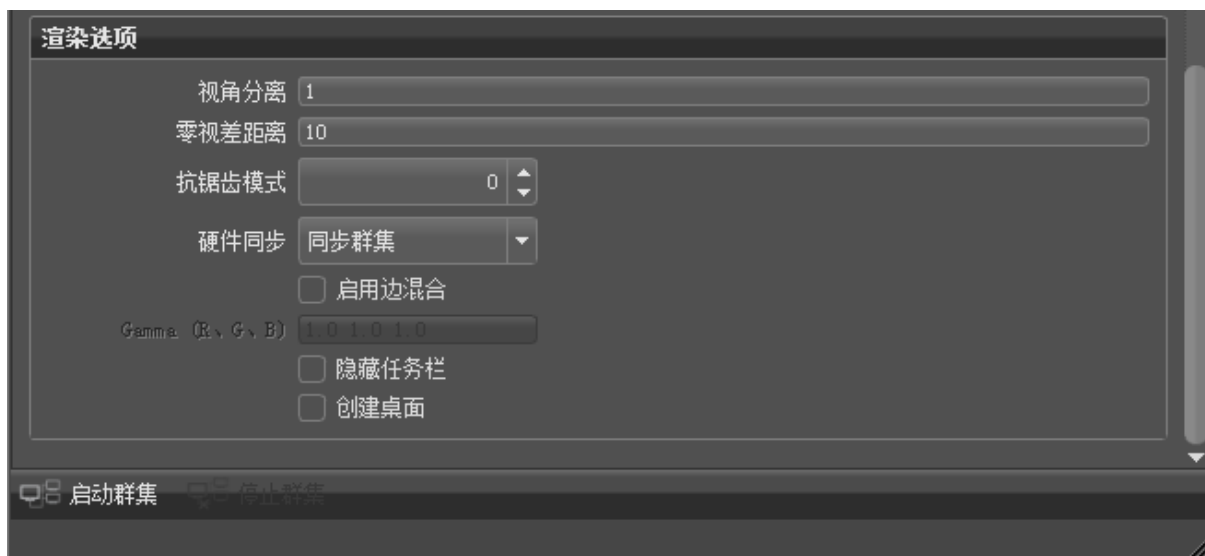 渲染选项
视角分离 1
零视差距离 10
抗锯齿模式 0
硬件同步 同步群集
启用边混合
Gamma (R、G、B) 1.0 1.0 1.0
隐藏任务栏
创建桌面
启动群集 停止群集